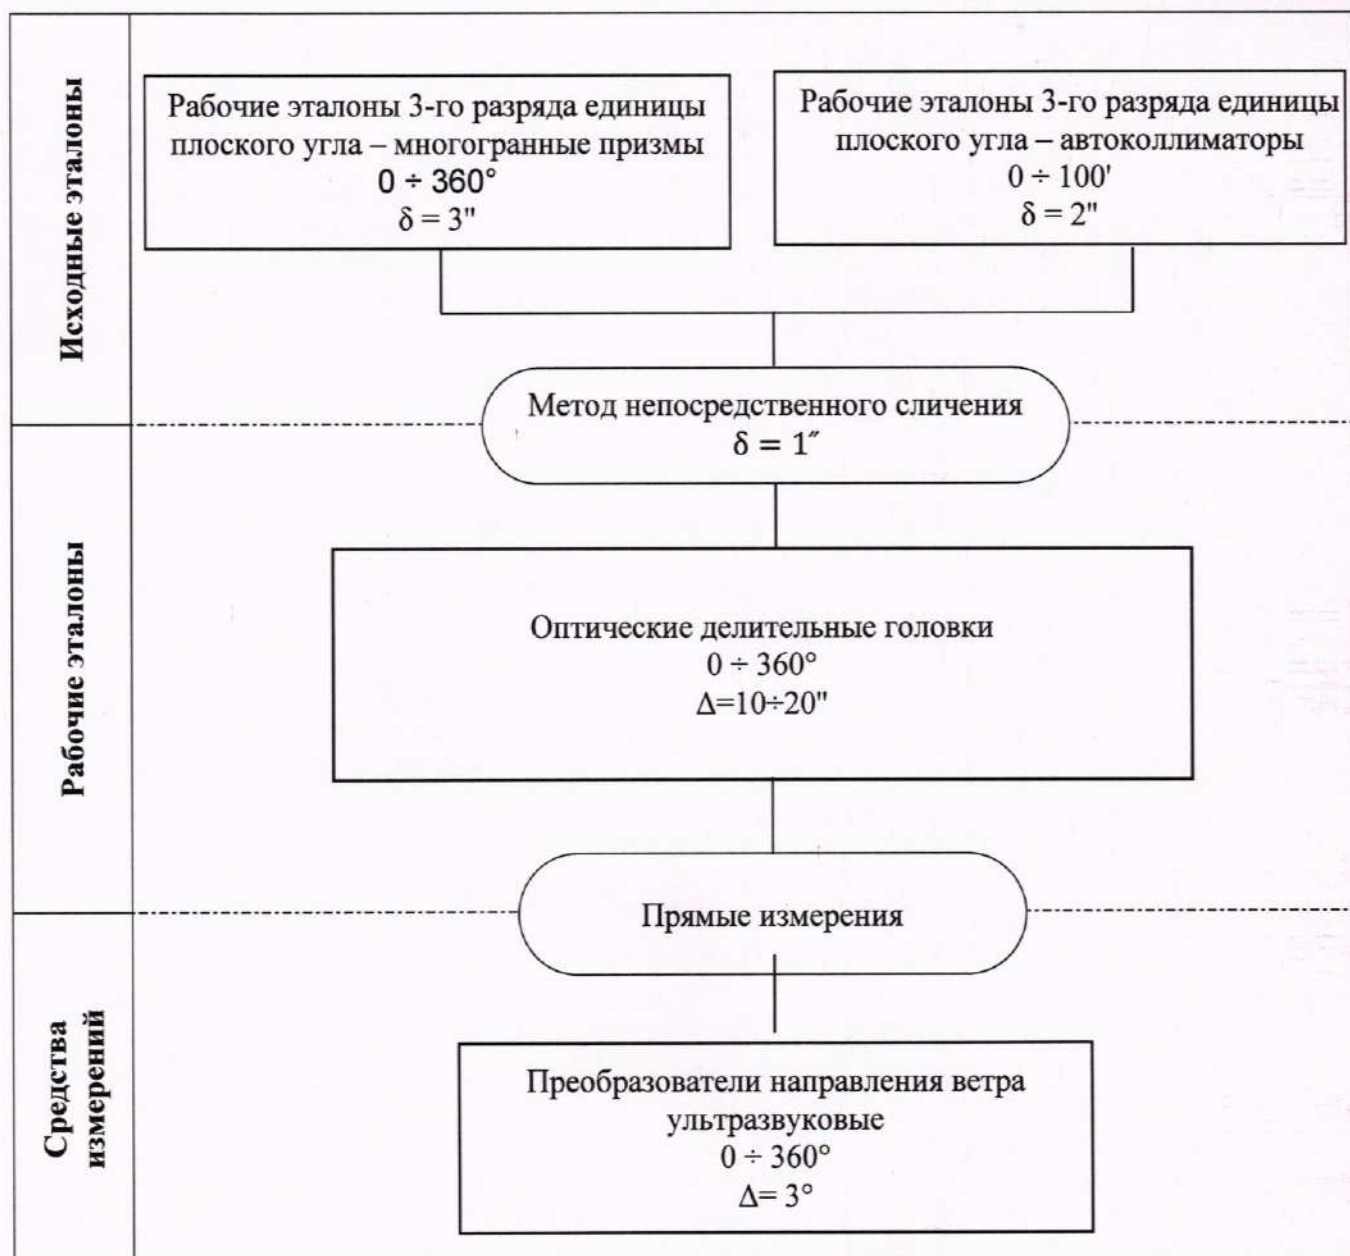 Исходные эталоны
Рабочие эталоны 3-го разряда единицы
плоского угла – многогранные призмы
0 ÷ 360°
δ = 3"
Рабочие эталоны 3-го разряда единицы
плоского угла – автоколлиматоры
0 ÷ 100'
δ = 2"
Метод непосредственного сличения
δ = 1″
Рабочие эталоны
Оптические делительные головки
0 ÷ 360°
Δ=10÷20"
Прямые измерения
Средства
измерений
Преобразователи направления ветра
ультразвуковые
0 ÷ 360°
Δ= 3°